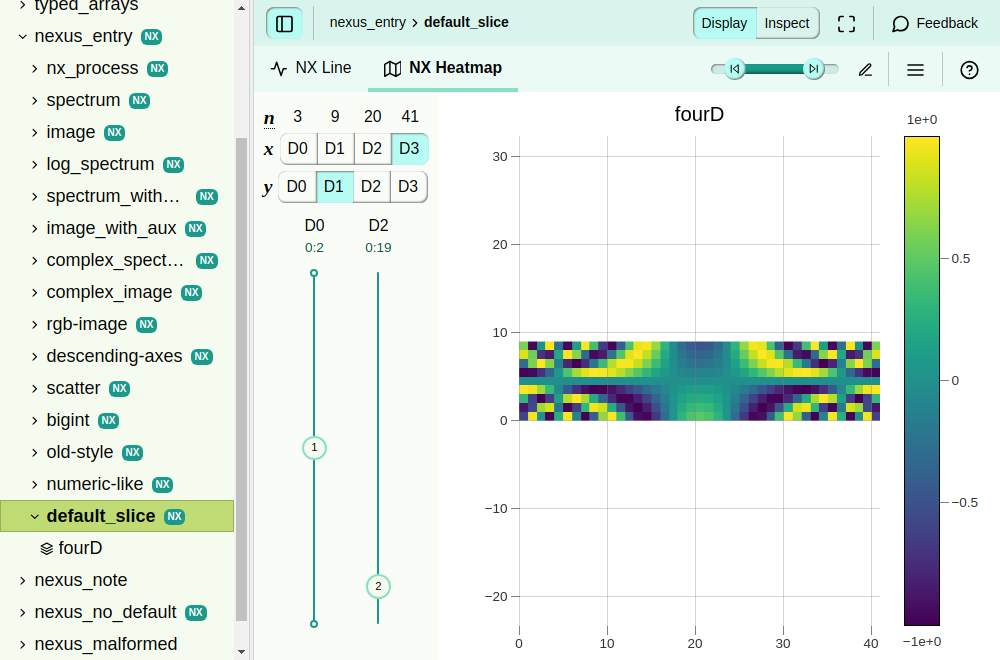 typed_arrays
nexus_entry NX
nx_process NX
spectrum NX
image NX
log_spectrum NX
spectrum_with… NX
image_with_aux NX
complex_spect… NX
complex_image NX
rgb-image NX
descending-axes NX
scatter NX
bigint NX
old-style NX
numeric-like NX
default_slice NX
fourD
nexus_note
nexus_no_default NX
nexus_malformed
nexus_entry › default_slice
Display Inspect
Feedback
NX Line NX Heatmap
n 3 9 20 41
x D0 D1 D2 D3
y D0 D1 D2 D3
D0 D2
0:2 0:19
1
2
fourD
30
20
10
0
−10
−20
0 10 20 30 40
1e+0
0.5
0
−0.5
−1e+0